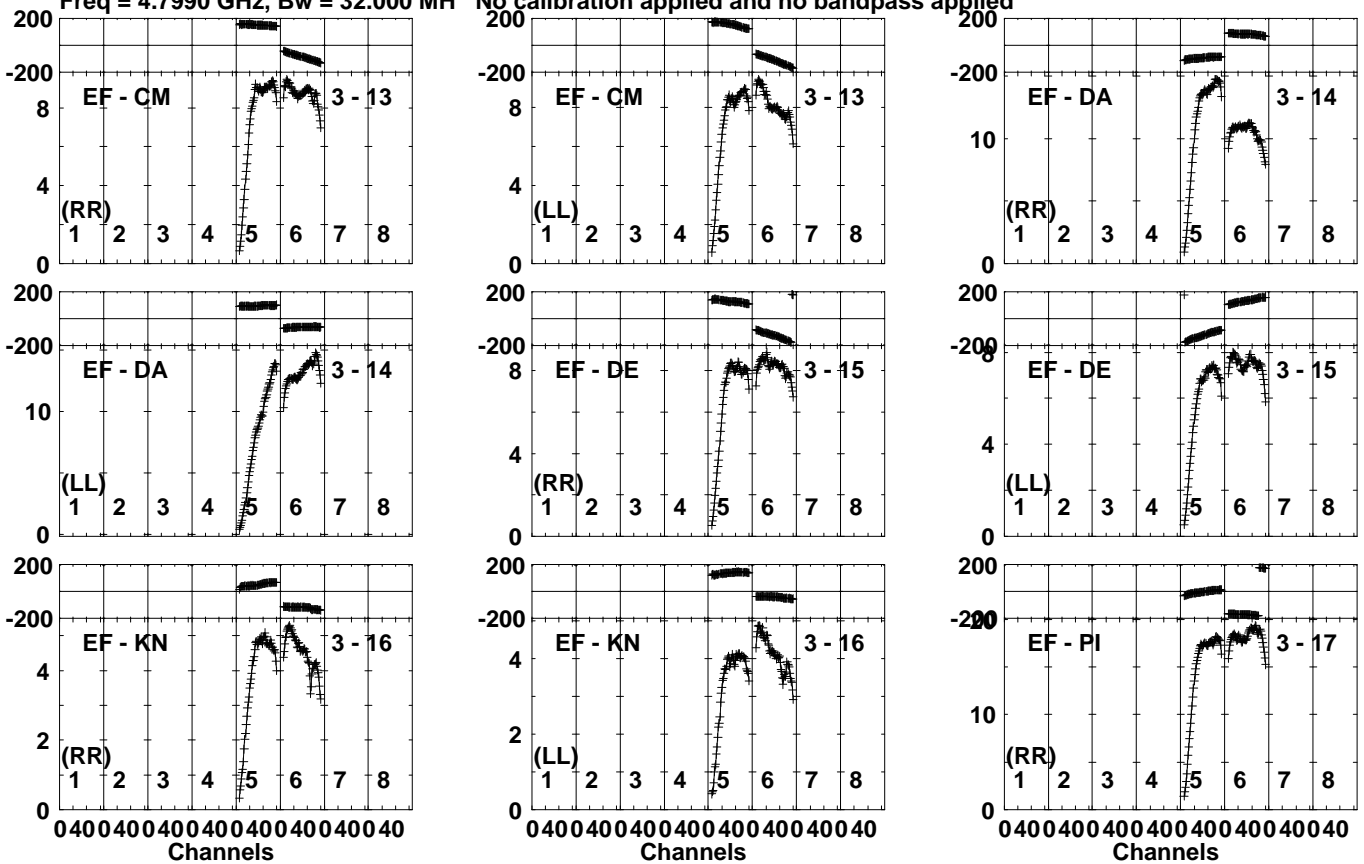 Freq = 4.7990 GHz, Bw = 32.000 MH No calibration applied and no bandpass applied
200
-200
EF - CM 3 - 13
8
4
(RR)
1 2 3 4 5 6 7 8
0
200
-200
EF - CM 3 - 13
8
4
(LL)
1 2 3 4 5 6 7 8
0
200
-200
EF - DA 3 - 14
10
(RR)
1 2 3 4 5 6 7 8
0
200
-200
EF - DA 3 - 14
10
(LL)
1 2 3 4 5 6 7 8
0
200
-200
EF - DE 3 - 15
8
4
(RR)
1 2 3 4 5 6 7 8
0
200
-200
8
EF - DE 3 - 15
4
(LL)
1 2 3 4 5 6 7 8
0
200
-200
EF - KN 3 - 16
4
2
(RR)
1 2 3 4 5 6 7 8
0
0 40 0 40 0 40 0 40 0 40 0 40 0 40 0 40
Channels
200
-200
EF - KN 3 - 16
4
2
(LL)
1 2 3 4 5 6 7 8
0
0 40 0 40 0 40 0 40 0 40 0 40 0 40 0 40
Channels
200
-200
20
EF - PI 3 - 17
10
(RR)
1 2 3 4 5 6 7 8
0
0 40 0 40 0 40 0 40 0 40 0 40 0 40 0 40
Channels